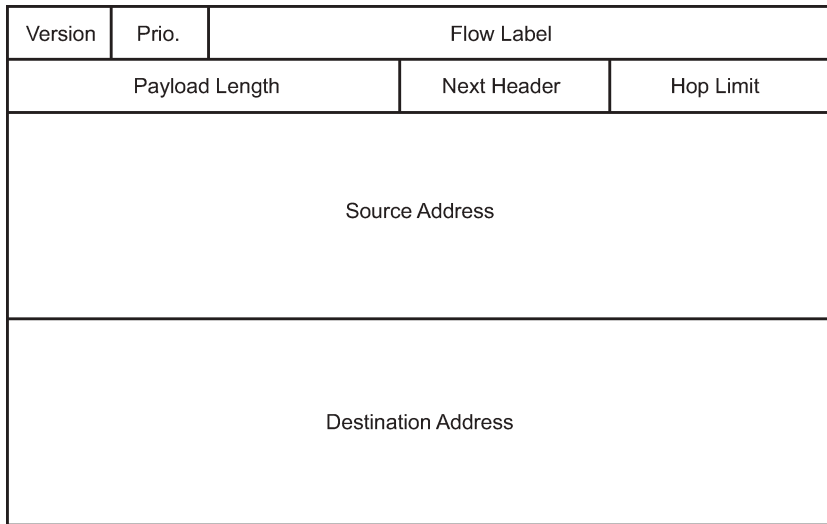 Version Prio. Flow Label
Payload Length Next Header Hop Limit
Source Address
Destination Address